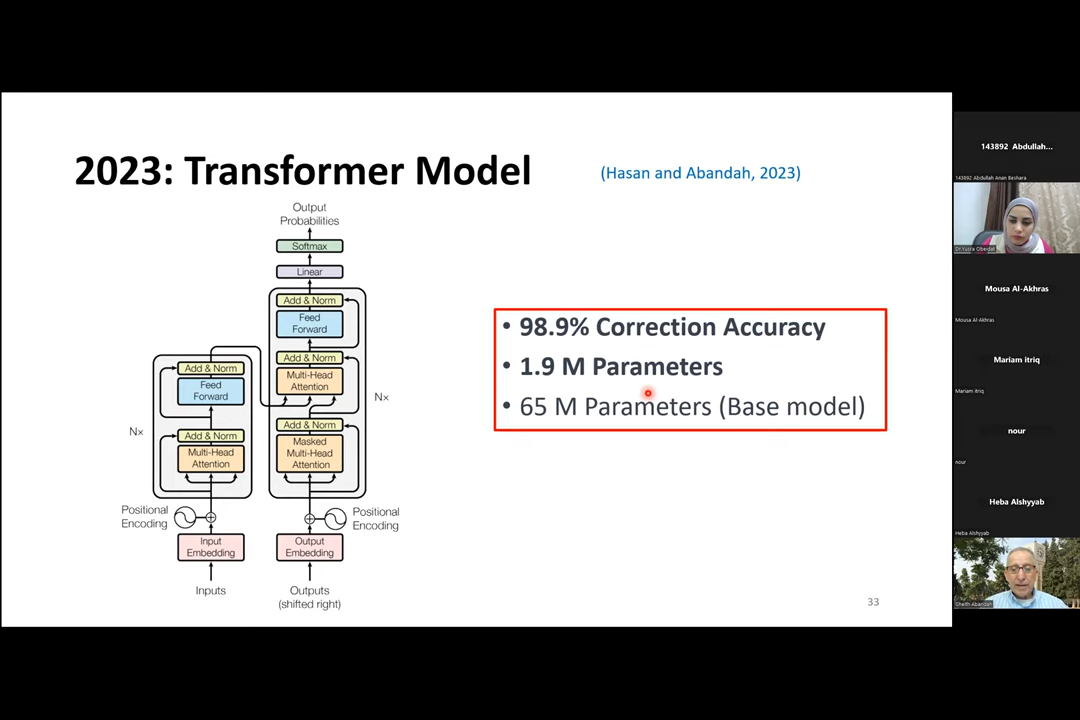 2023: Transformer Model
(Hasan and Abandah, 2023)
Output
Probabilities
Softmax
Linear
Add & Norm
Feed
Forward
Add & Norm
Multi-Head
Attention
Add & Norm
Masked
Multi-Head
Attention
N×
Add & Norm
Feed
Forward
N×
Add & Norm
Multi-Head
Attention
Positional
Encoding
Positional
Encoding
Input
Embedding
Output
Embedding
Inputs
Outputs
(shifted right)
• 98.9% Correction Accuracy
• 1.9 M Parameters
• 65 M Parameters (Base model)
33
143892 Abdullah...
143892 Abdullah Anan Beshara
Dr.Yusra Obeidat
Mousa Al-Akhras
Mousa Al-Akhras
Mariam itriq
Mariam itriq
nour
nour
Heba Alshyyab
Heba Alshyyab
Gheith Abandah